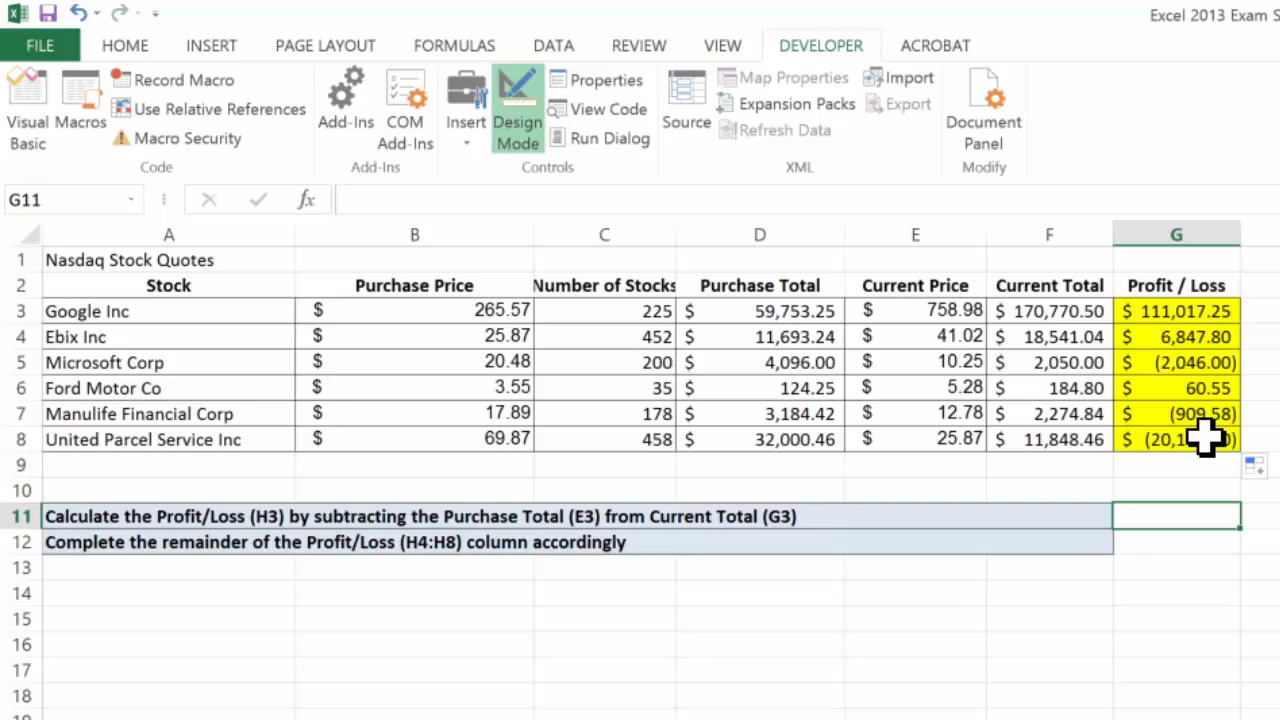 Excel 2013 Exam S
FILE HOME INSERT PAGE LAYOUT FORMULAS DATA REVIEW VIEW DEVELOPER ACROBAT
Visual Basic
Macros
Record Macro
Use Relative References
Macro Security
Code
Add-Ins
COM Add-Ins
Add-Ins
Insert
Design Mode
Properties
View Code
Run Dialog
Controls
Source
Map Properties
Expansion Packs
Refresh Data
Import
Export
XML
Document Panel
Modify
G11 fx
A B C D E F G
1 Nasdaq Stock Quotes
2 Stock Purchase Price Number of Stocks Purchase Total Current Price Current Total Profit / Loss
3 Google Inc $ 265.57 225 $ 59,753.25 $ 758.98 $ 170,770.50 $ 111,017.25
4 Ebix Inc $ 25.87 452 $ 11,693.24 $ 41.02 $ 18,541.04 $ 6,847.80
5 Microsoft Corp $ 20.48 200 $ 4,096.00 $ 10.25 $ 2,050.00 $ (2,046.00)
6 Ford Motor Co $ 3.55 35 $ 124.25 $ 5.28 $ 184.80 $ 60.55
7 Manulife Financial Corp $ 17.89 178 $ 3,184.42 $ 12.78 $ 2,274.84 $ (909.58)
8 United Parcel Service Inc $ 69.87 458 $ 32,000.46 $ 25.87 $ 11,848.46 $
9
10
11 Calculate the Profit/Loss (H3) by subtracting the Purchase Total (E3) from Current Total (G3)
12 Complete the remainder of the Profit/Loss (H4:H8) column accordingly
13
14
15
16
17
18